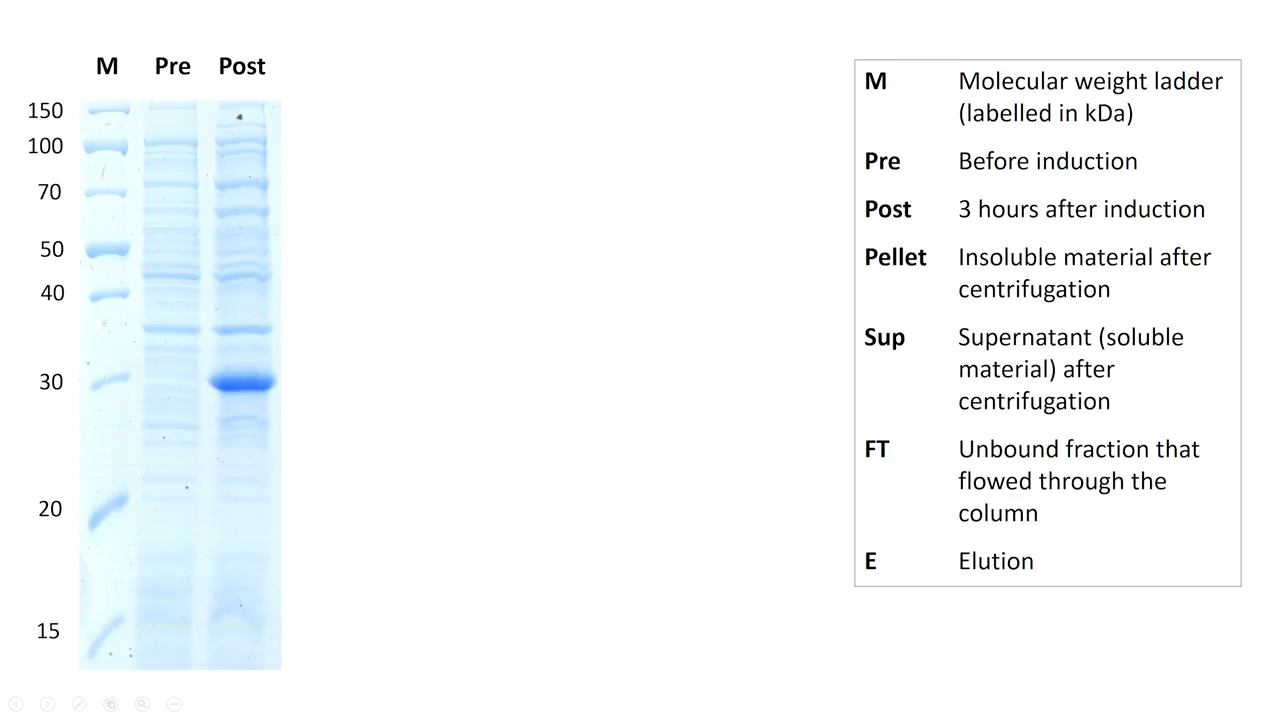 M Pre Post
150
100
70
50
40
30
20
15
M Molecular weight ladder
(labelled in kDa)
Pre Before induction
Post 3 hours after induction
Pellet Insoluble material after
centrifugation
Sup Supernatant (soluble
material) after
centrifugation
FT Unbound fraction that
flowed through the
column
E Elution